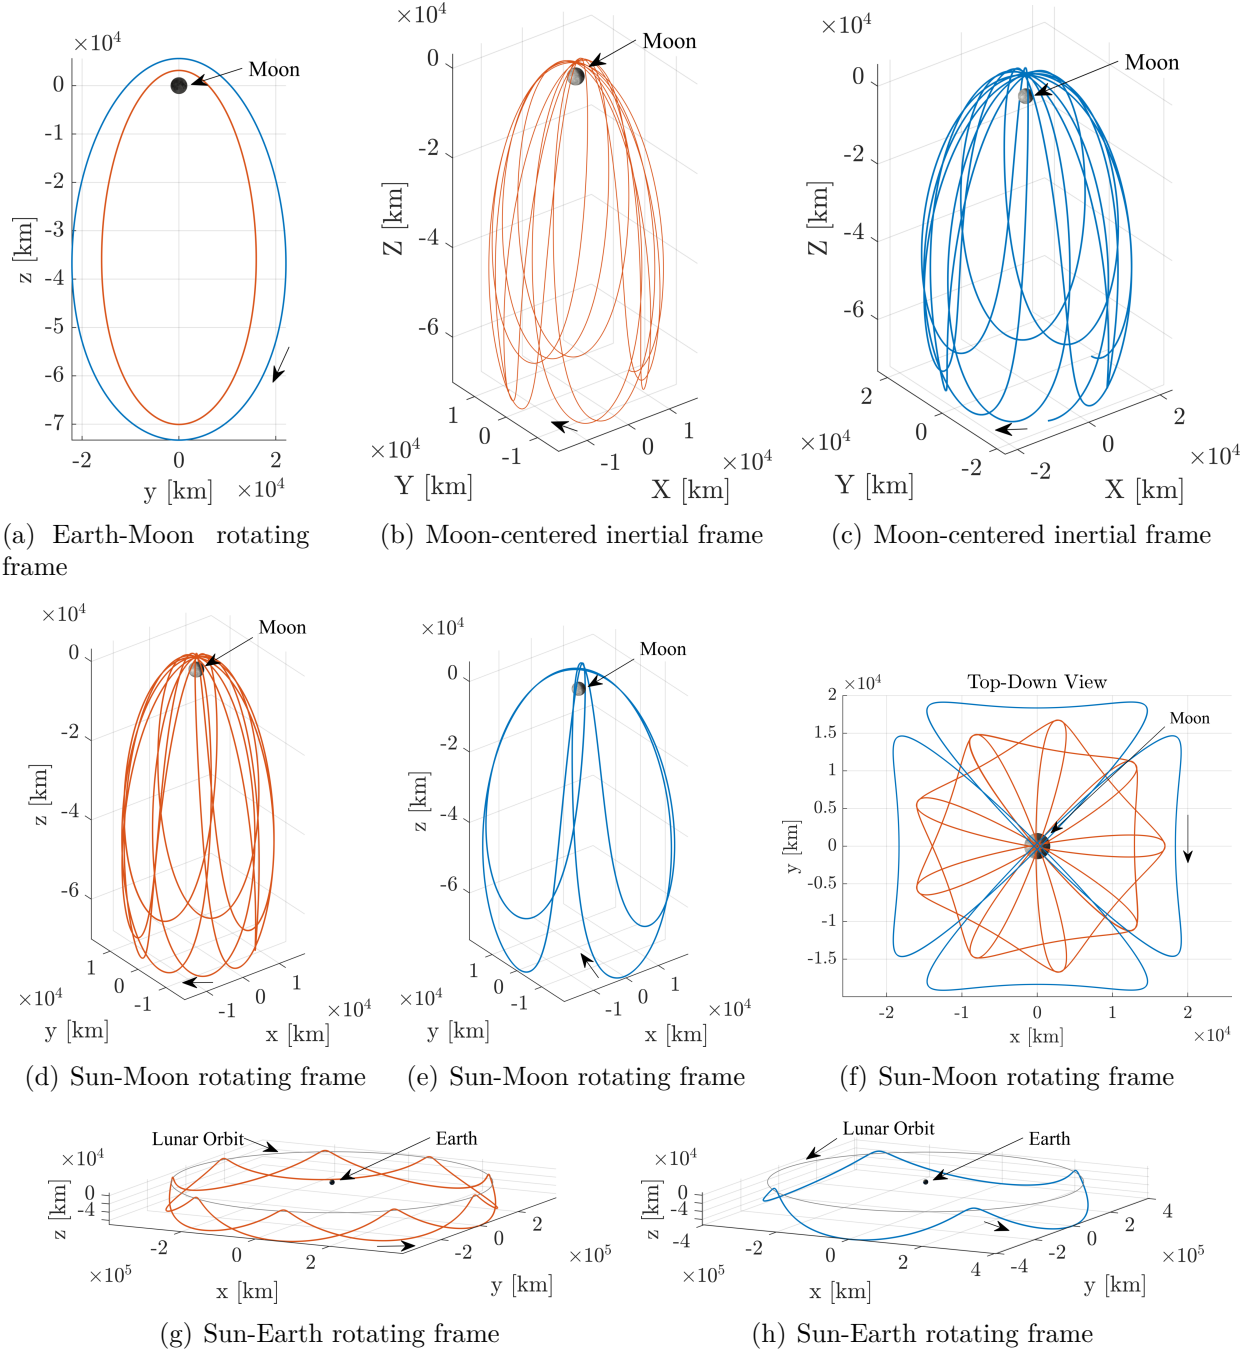 ×10⁴
Moon
0
-1
-2
-3
-4
-5
-6
-7
z [km]
-2 0 2
y [km] ×10⁴
(a) Earth-Moon rotating
frame
×10⁴
Moon
0
-2
-4
-6
Z [km]
1
0
-1
×10⁴
Y [km]
-1
0
1
×10⁴
X [km]
(b) Moon-centered inertial frame
×10⁴
Moon
0
-2
-4
-6
Z [km]
2
0
-2
×10⁴
Y [km]
-2
0
2
×10⁴
X [km]
(c) Moon-centered inertial frame
×10⁴
Moon
0
-2
-4
-6
z [km]
1
0
-1
×10⁴
y [km]
-1
0
1
×10⁴
x [km]
(d) Sun-Moon rotating frame
×10⁴
Moon
0
-2
-4
-6
z [km]
1
0
-1
×10⁴
y [km]
-1
0
1
×10⁴
x [km]
(e) Sun-Moon rotating frame
×10⁴
Top-Down View
Moon
2
1.5
1
0.5
0
-0.5
-1
-1.5
y [km]
-2 -1 0 1 2
x [km] ×10⁴
(f) Sun-Moon rotating frame
Lunar Orbit
Earth
×10⁴
0
-4
z [km]
-2
0
2
×10⁵
x [km]
-2
0
2
×10⁵
y [km]
(g) Sun-Earth rotating frame
Lunar Orbit
Earth
×10⁴
0
-4
z [km]
-4
-2
0
2
4
×10⁵
x [km]
-4
-2
0
2
4
×10⁵
y [km]
(h) Sun-Earth rotating frame